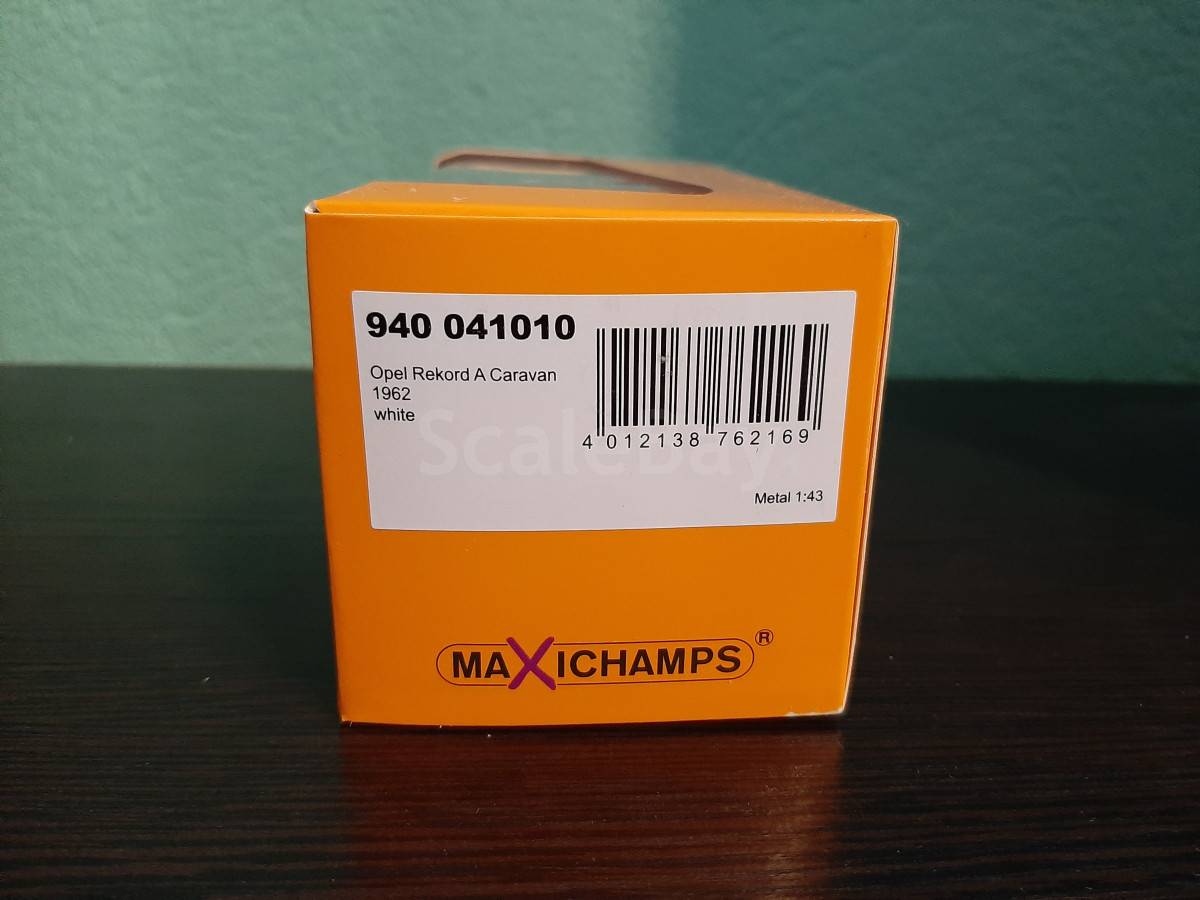 940 041010
Opel Rekord A Caravan
1962
white
4 012138 762169
Metal 1:43
ScaleBay
MAXICHAMPS®